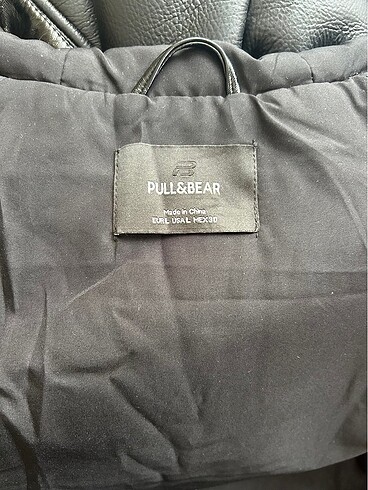 PULL&BEAR
Made in China
EUR L USA L MEX 30